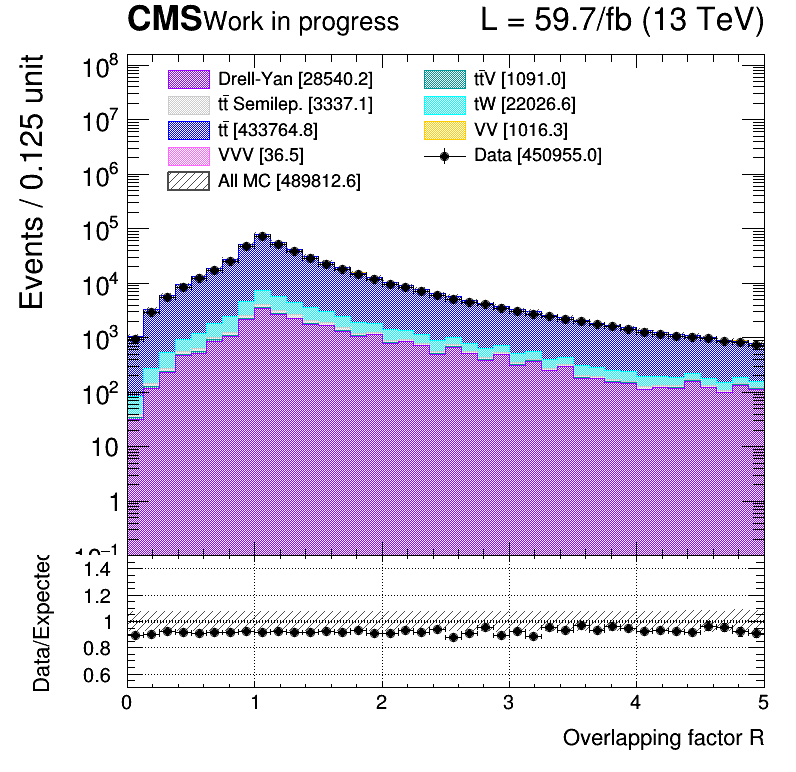 CMS Work in progress L = 59.7/fb (13 TeV)
Events / 0.125 unit
Drell-Yan [28540.2]
tt̄ Semilep. [3337.1]
tt̄ [433764.8]
VVV [36.5]
All MC [489812.6]
tt̄V [1091.0]
tW [22026.6]
VV [1016.3]
Data [450955.0]
10⁸
10⁷
10⁶
10⁵
10⁴
10³
10²
10
1
10⁻¹
Data/Expected
1.4
1.2
1
0.8
0.6
0 1 2 3 4 5
Overlapping factor R